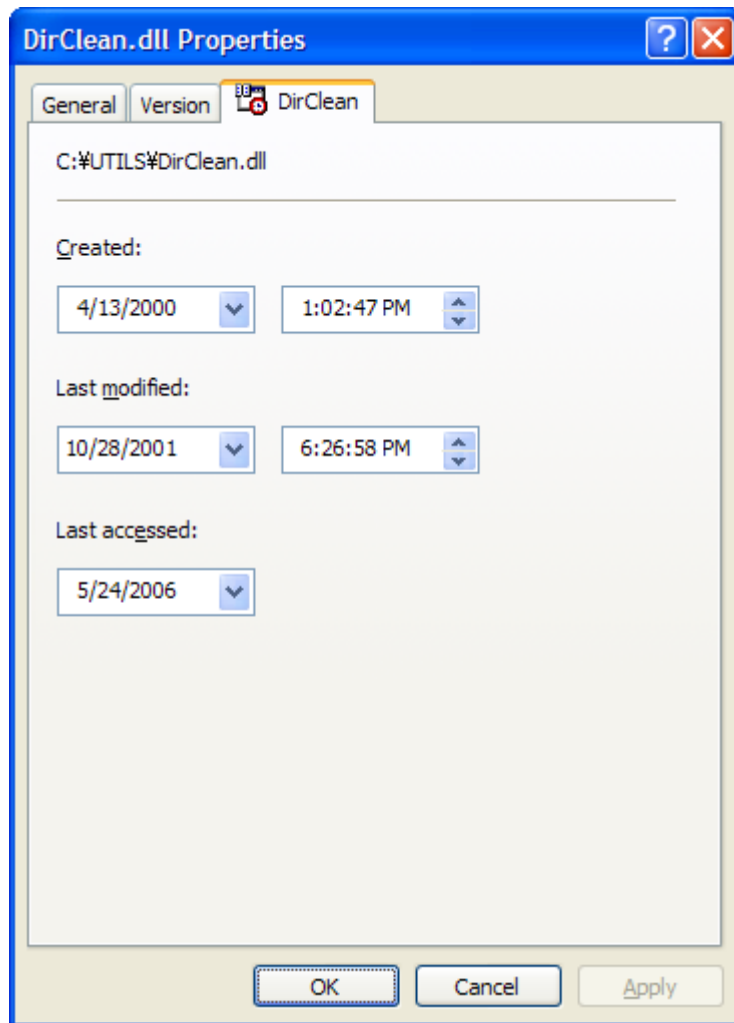 DirClean.dll Properties
General Version DirClean
C:¥UTILS¥DirClean.dll
Created:
4/13/2000 1:02:47 PM
Last modified:
10/28/2001 6:26:58 PM
Last accessed:
5/24/2006
OK Cancel Apply